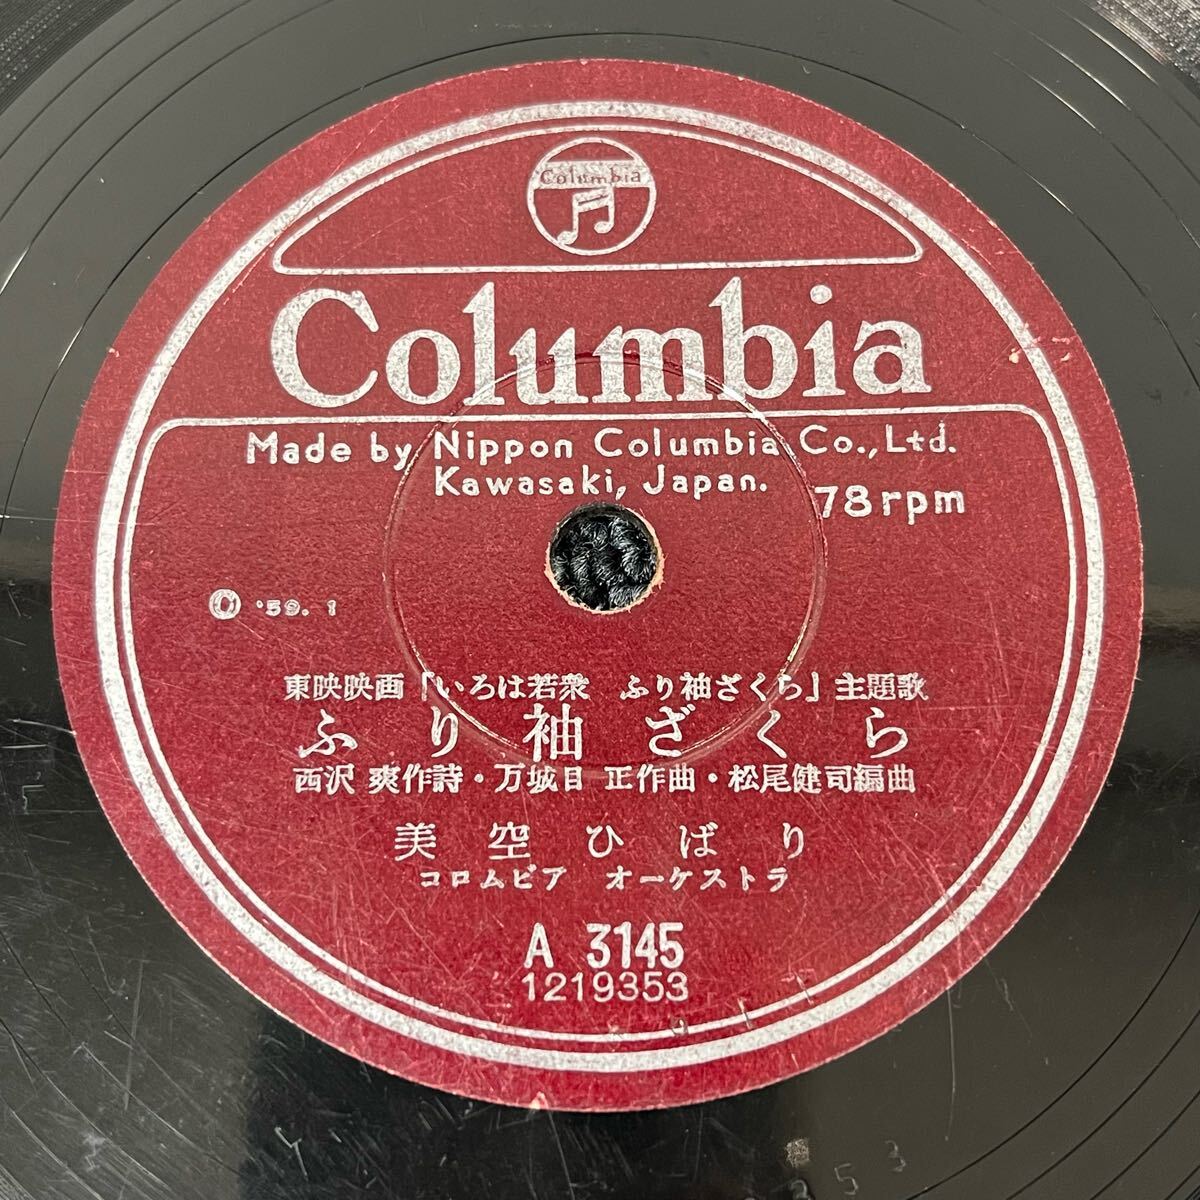 Columbia
Columbia
Made by Nippon Columbia Co., Ltd.
Kawasaki, Japan.
78rpm
Ⓞ '59. 1
東映映画「いろは若衆 ふり袖ざくら」主題歌
ふり袖ざくら
西沢 爽作詩・万城目 正作曲・松尾健司編曲
美空ひばり
コロムビア オーケストラ
A 3145
1219353